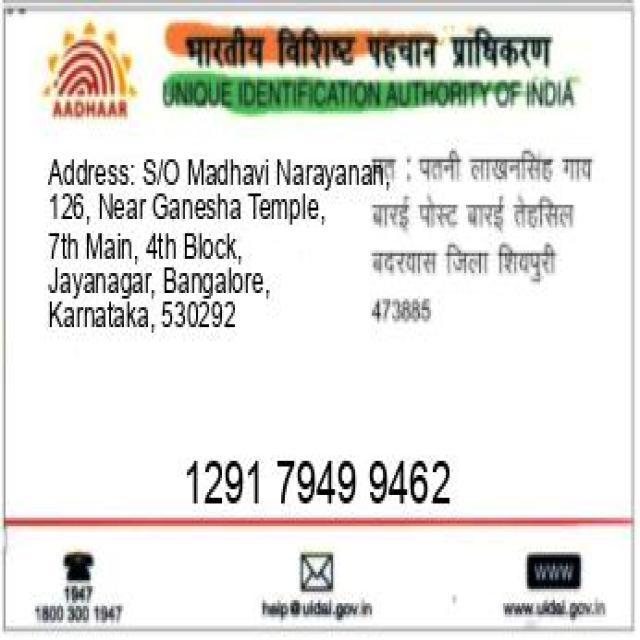 भारतीय विशिष्ट पहचान प्राधिकरण
AADHAAR
UNIQUE IDENTIFICATION AUTHORITY OF INDIA
Address: S/O Madhavi Narayanan,
126, Near Ganesha Temple,
7th Main, 4th Block,
Jayanagar, Bangalore,
Karnataka, 530292
: पतनी लाखनसिंह गाव
बारई पोस्ट बारई तेहसिल
बदरवास जिला शिवपुरी
473885
1291 7949 9462
1947
1800 300 1947
help@uidai.gov.in
WWW
www.uidai.gov.in